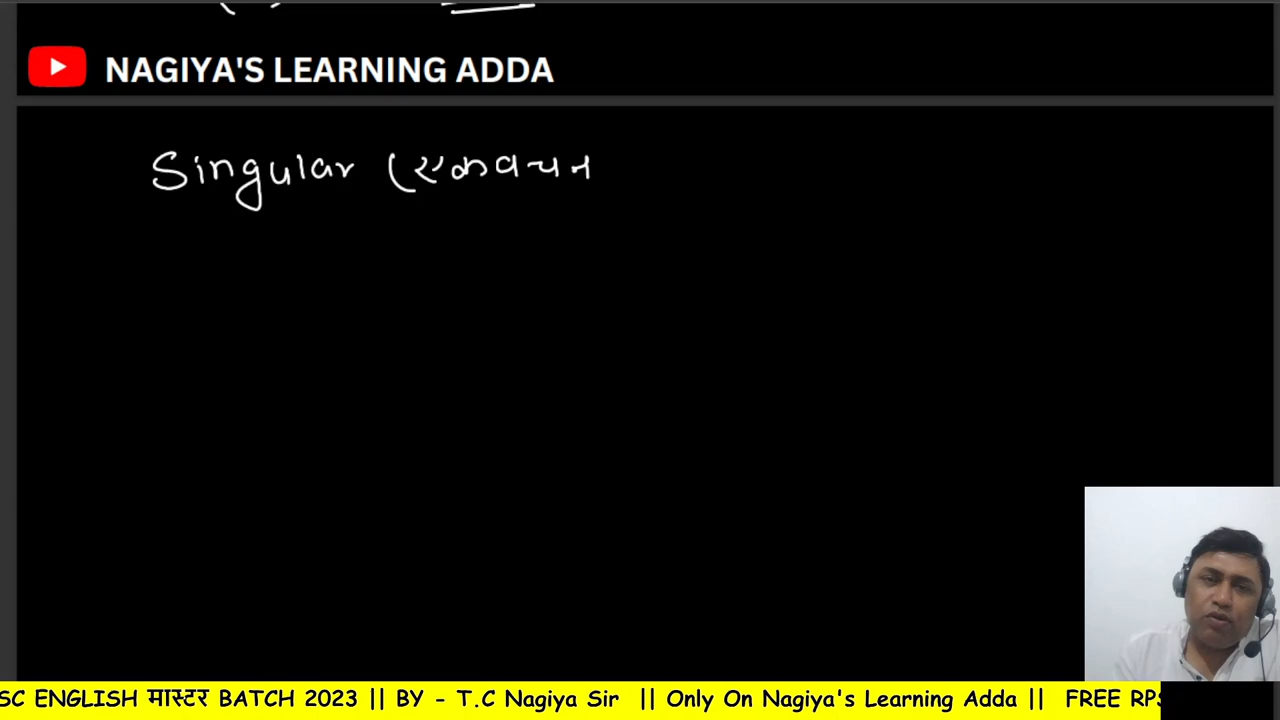 NAGIYA'S LEARNING ADDA
Singular (एकवचन
SC ENGLISH मास्टर BATCH 2023 || BY - T.C Nagiya Sir || Only On Nagiya's Learning Adda || FREE RPS